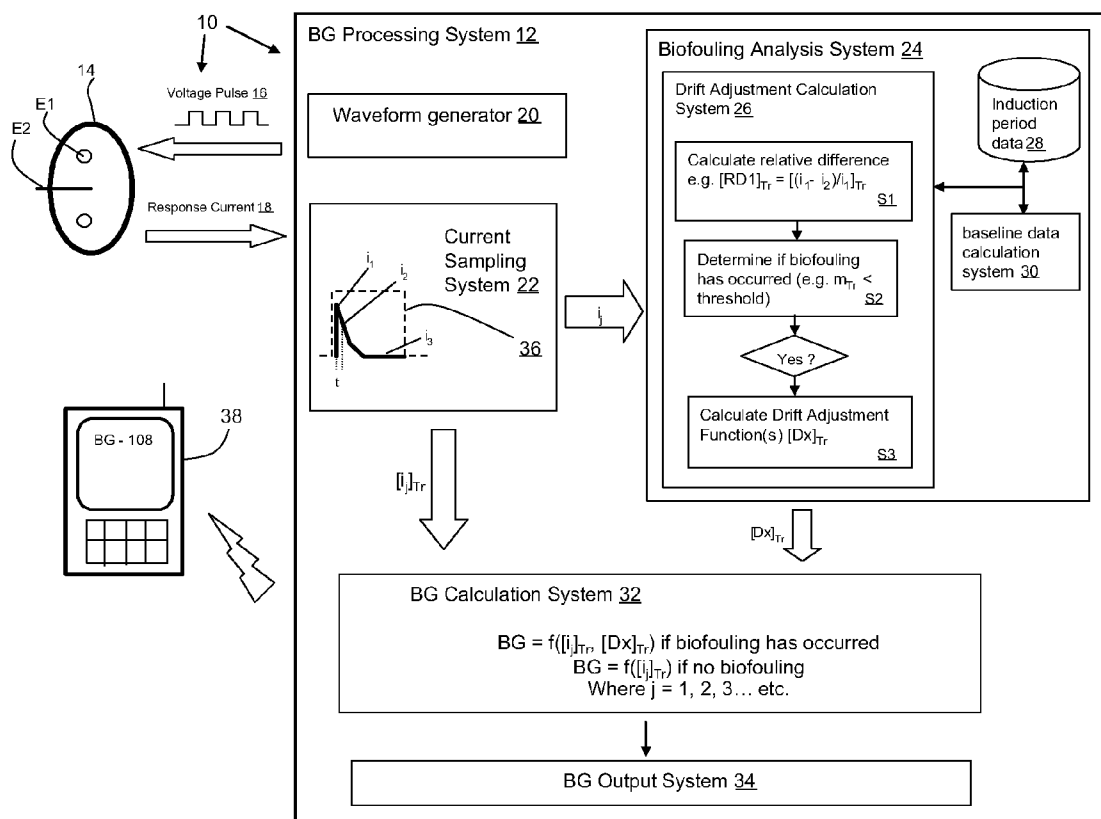 10
14
E1
E2
Voltage Pulse 16
Response Current 18
BG Processing System 12
Waveform generator 20
Current
Sampling
System 22
i1
i2
i3
t
36
ij
Biofouling Analysis System 24
Drift Adjustment Calculation
System 26
Calculate relative difference
e.g. [RD1]Tr = [(i1- i2)/i1]Tr
S1
Determine if biofouling
has occurred (e.g. mTr <
threshold)
S2
Yes ?
Calculate Drift Adjustment
Function(s) [Dx]Tr
S3
Induction
period
data 28
baseline data
calculation
system 30
BG - 108
38
[ij]Tr
[Dx]Tr
BG Calculation System 32
BG = f([ij]Tr, [Dx]Tr) if biofouling has occurred
BG = f([ij]Tr) if no biofouling
Where j = 1, 2, 3… etc.
BG Output System 34